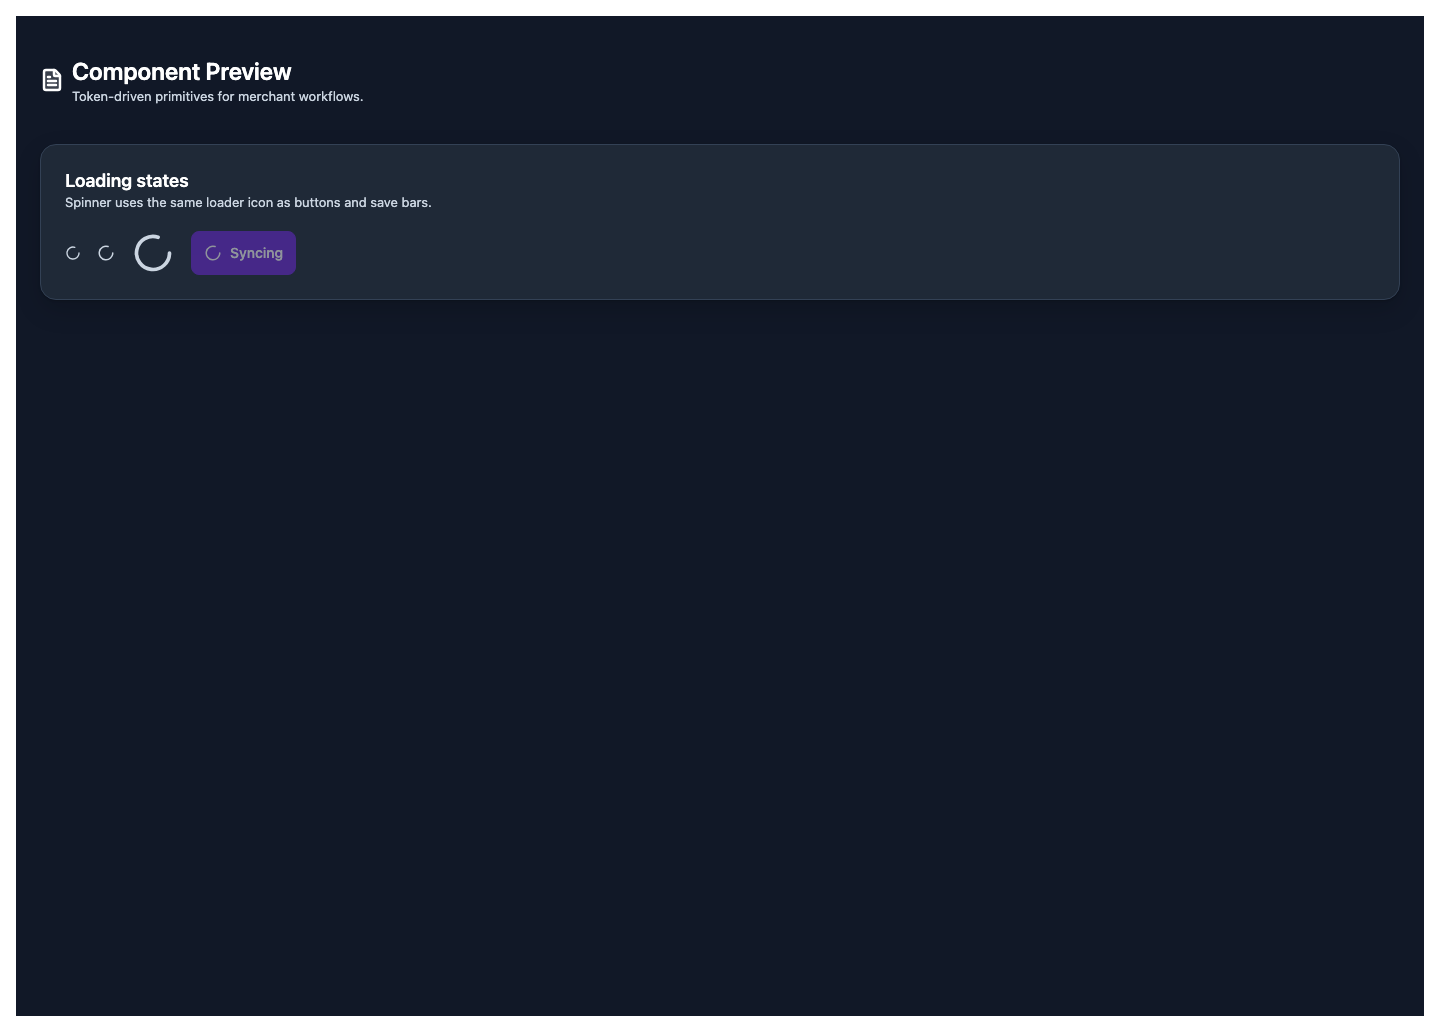 Component Preview
Token-driven primitives for merchant workflows.
Loading states
Spinner uses the same loader icon as buttons and save bars.
Syncing